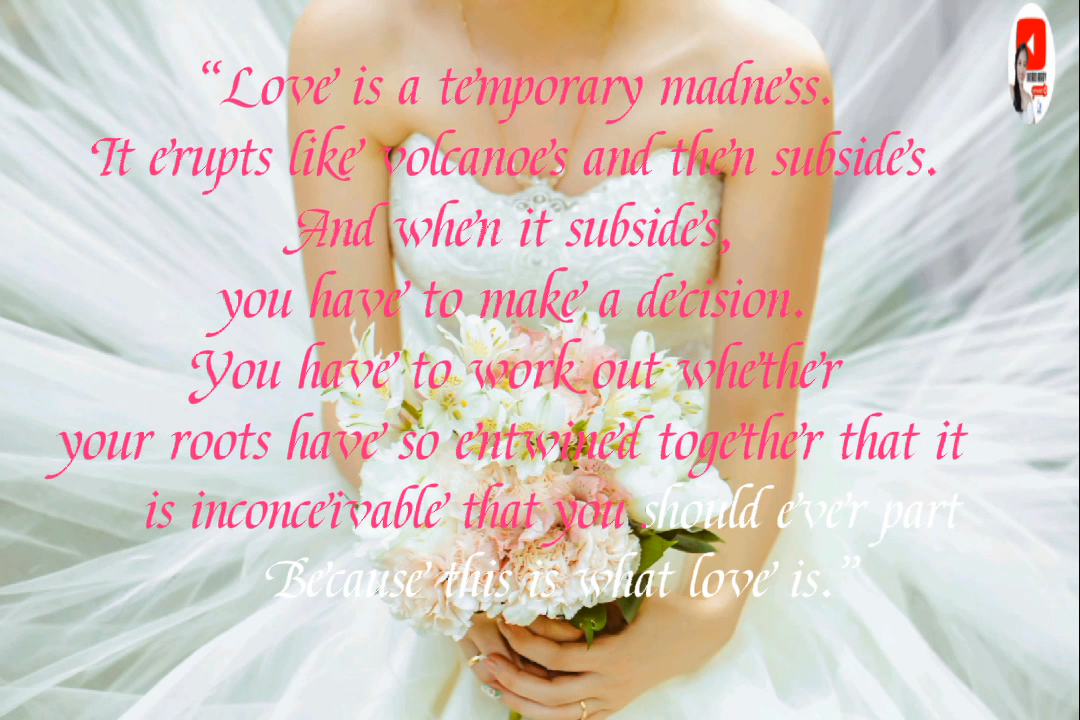 “Love is a temporary madness.
It erupts like volcanoes and then subsides.
And when it subsides,
you have to make a decision.
You have to work out whether
your roots have so entwined together that it
is inconceivable that you should ever part
Because this is what love is.”